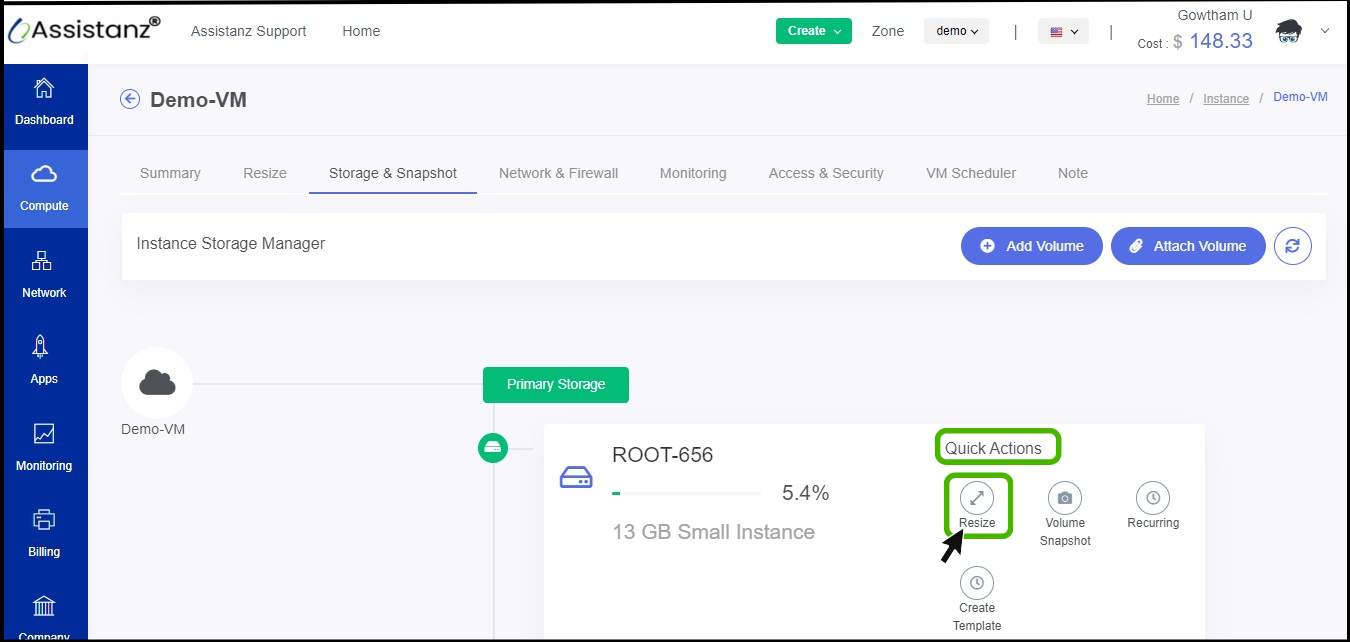 Assistanz®
Assistanz Support
Home
Create
Zone
demo
|
|
Gowtham U
Cost : $ 148.33
Dashboard
Compute
Network
Apps
Monitoring
Billing
Company
Demo-VM
Home / Instance / Demo-VM
Summary
Resize
Storage & Snapshot
Network & Firewall
Monitoring
Access & Security
VM Scheduler
Note
Instance Storage Manager
Add Volume
Attach Volume
Demo-VM
Primary Storage
ROOT-656
5.4%
13 GB Small Instance
Quick Actions
Resize
Volume
Snapshot
Recurring
Create
Template